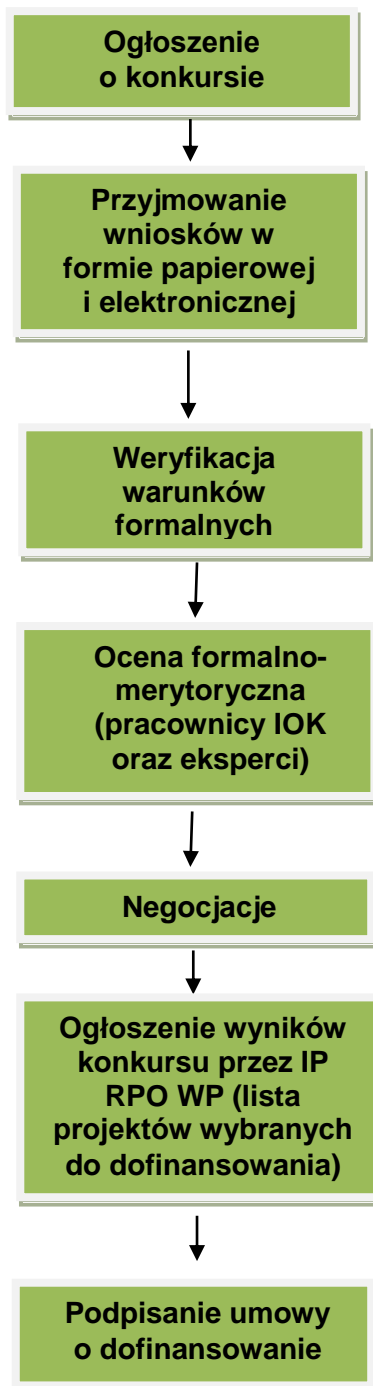 Ogłoszenie
o konkursie
Przyjmowanie
wniosków w
formie papierowej
i elektronicznej
Weryfikacja
warunków
formalnych
Ocena formalno-
merytoryczna
(pracownicy IOK
oraz eksperci)
Negocjacje
Ogłoszenie wyników
konkursu przez IP
RPO WP (lista
projektów wybranych
do dofinansowania)
Podpisanie umowy
o dofinansowanie